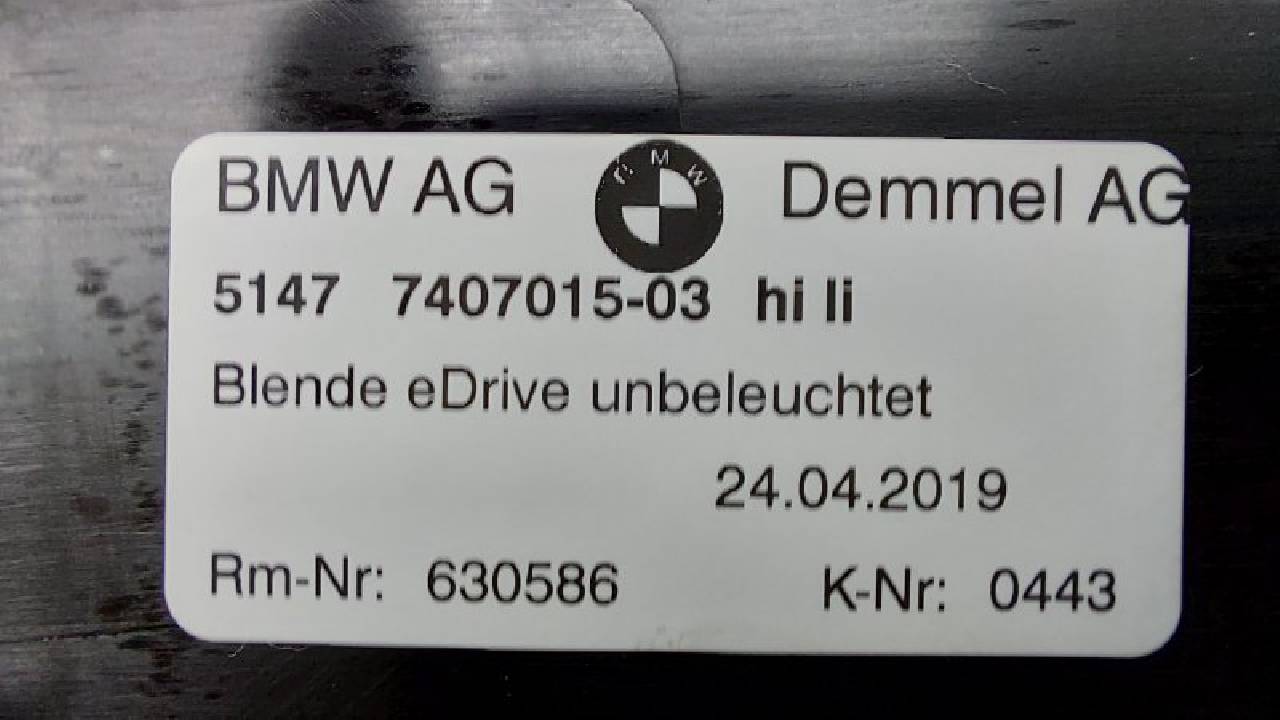 BMW AG Demmel AG
5147 7407015-03 hi li
Blende eDrive unbeleuchtet
24.04.2019
Rm-Nr: 630586 K-Nr: 0443